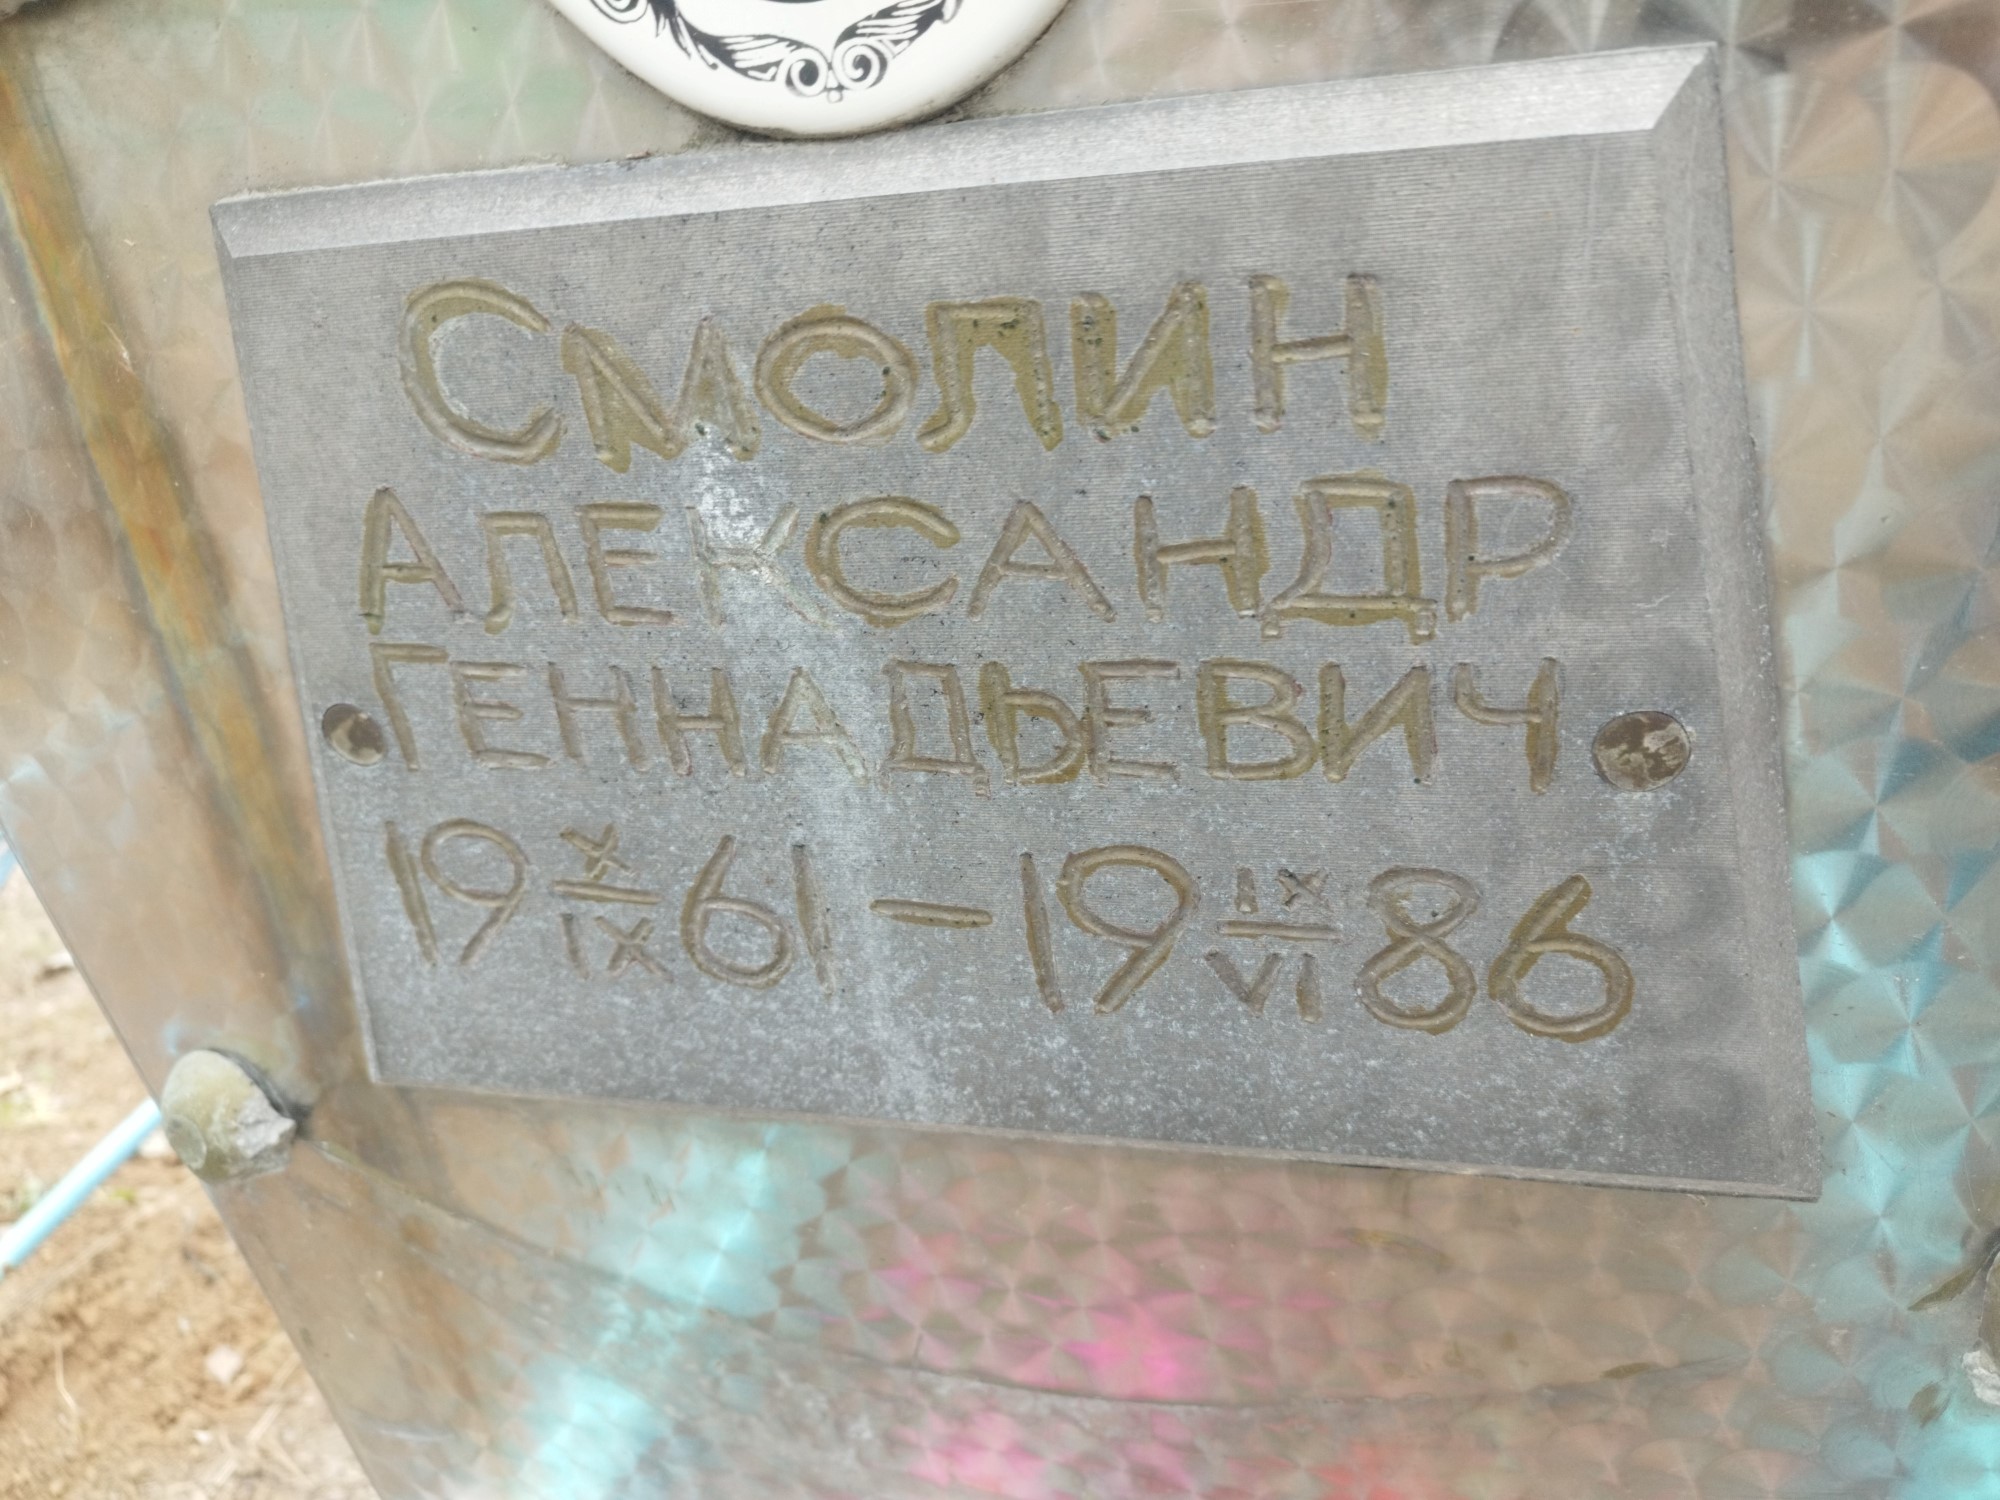 Смолин
Александр
Геннадьевич
19 X/IX 61 – 19 IX/VI 86